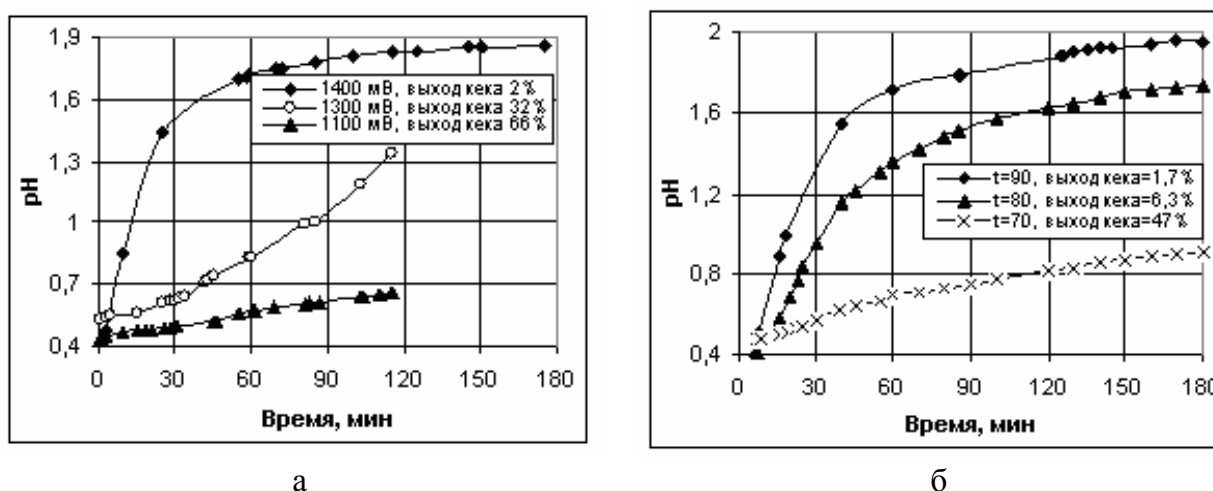 1,9
1,6
1,3
1
0,7
0,4
pH
0 30 60 90 120 150 180
Время, мин
1400 мВ, выход кека 2%
1300 мВ, выход кека 32%
1100 мВ, выход кека 66%
а
2
1,6
1,2
0,8
0,4
pH
0 30 60 90 120 150 180
Время, мин
t=90, выход кека=1,7%
t=80, выход кека=6,3%
t=70, выход кека=47%
б